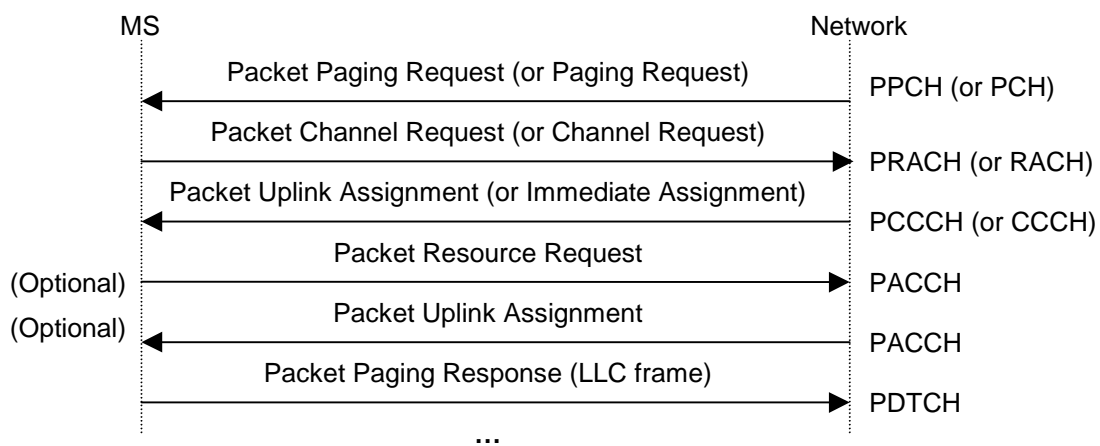 MS Network
Packet Paging Request (or Paging Request)
PPCH (or PCH)
Packet Channel Request (or Channel Request)
PRACH (or RACH)
Packet Uplink Assignment (or Immediate Assignment)
PCCCH (or CCCH)
Packet Resource Request
(Optional) PACCH
Packet Uplink Assignment
(Optional) PACCH
Packet Paging Response (LLC frame)
PDTCH
...